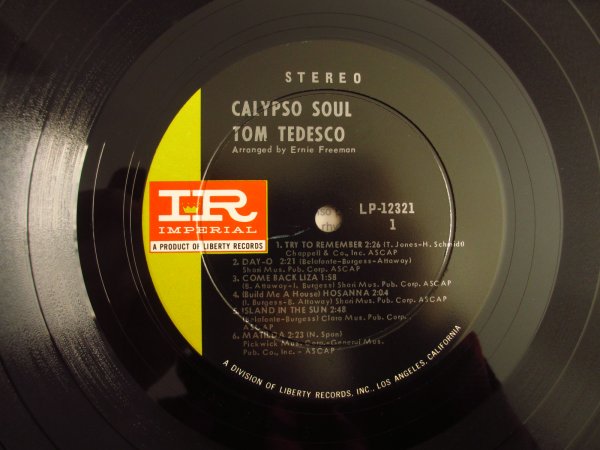 STEREO
CALYPSO SOUL
TOM TEDESCO
Arranged by Ernie Freeman
LP-12321
1
IR
IMPERIAL
A PRODUCT OF LIBERTY RECORDS
1. TRY TO REMEMBER 2:26 (T. Jones-H. Schmidt)
Chappell & Co., Inc. ASCAP
2. DAY-O 2:21 (Belafonte-Burgess-Attaway)
Shari Mus. Pub. Corp. ASCAP
3. COME BACK LIZA 1:58
(B. Attaway-I. Burgess) Shari Mus. Pub. Corp. ASCAP
4. (Build Me A House) HOSANNA 2:04
(I. Burgess-B. Attaway) Shari Mus. Pub. Corp. ASCAP
5. ISLAND IN THE SUN 2:48
(Belafonte-Burgess) Clara Mus. Pub. Corp.
ASCAP
6. MATILDA 2:23 (N. Span)
Pickwick Mus. Corp.-General Mus.
Pub. Co., Inc. - ASCAP
A DIVISION OF LIBERTY RECORDS, INC., LOS ANGELES, CALIFORNIA